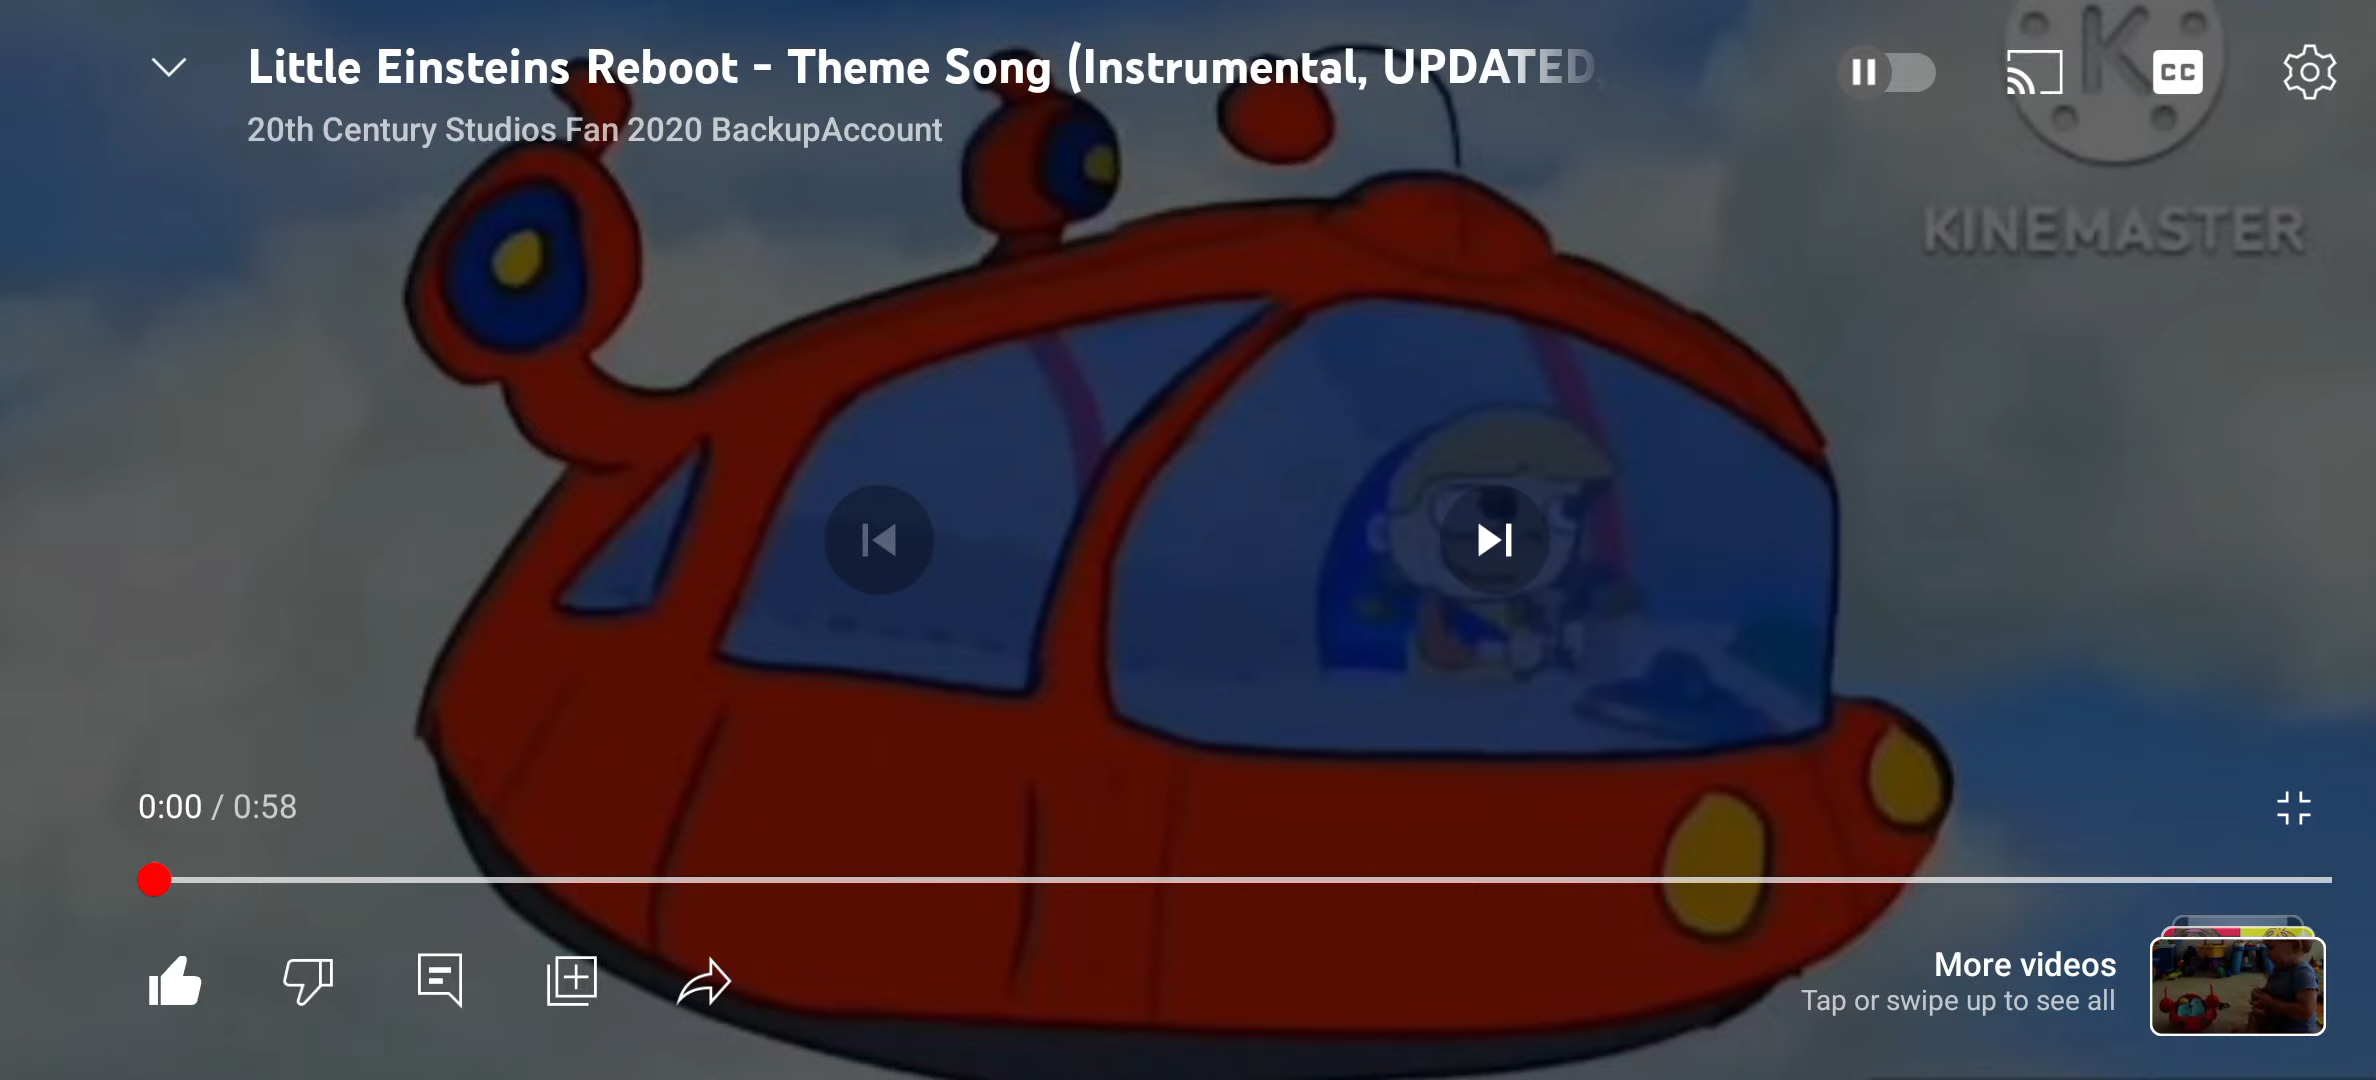 Little Einsteins Reboot - Theme Song (Instrumental, UPDATED,
20th Century Studios Fan 2020 BackupAccount
CC
K
KINEMASTER
0:00 / 0:58
More videos
Tap or swipe up to see all